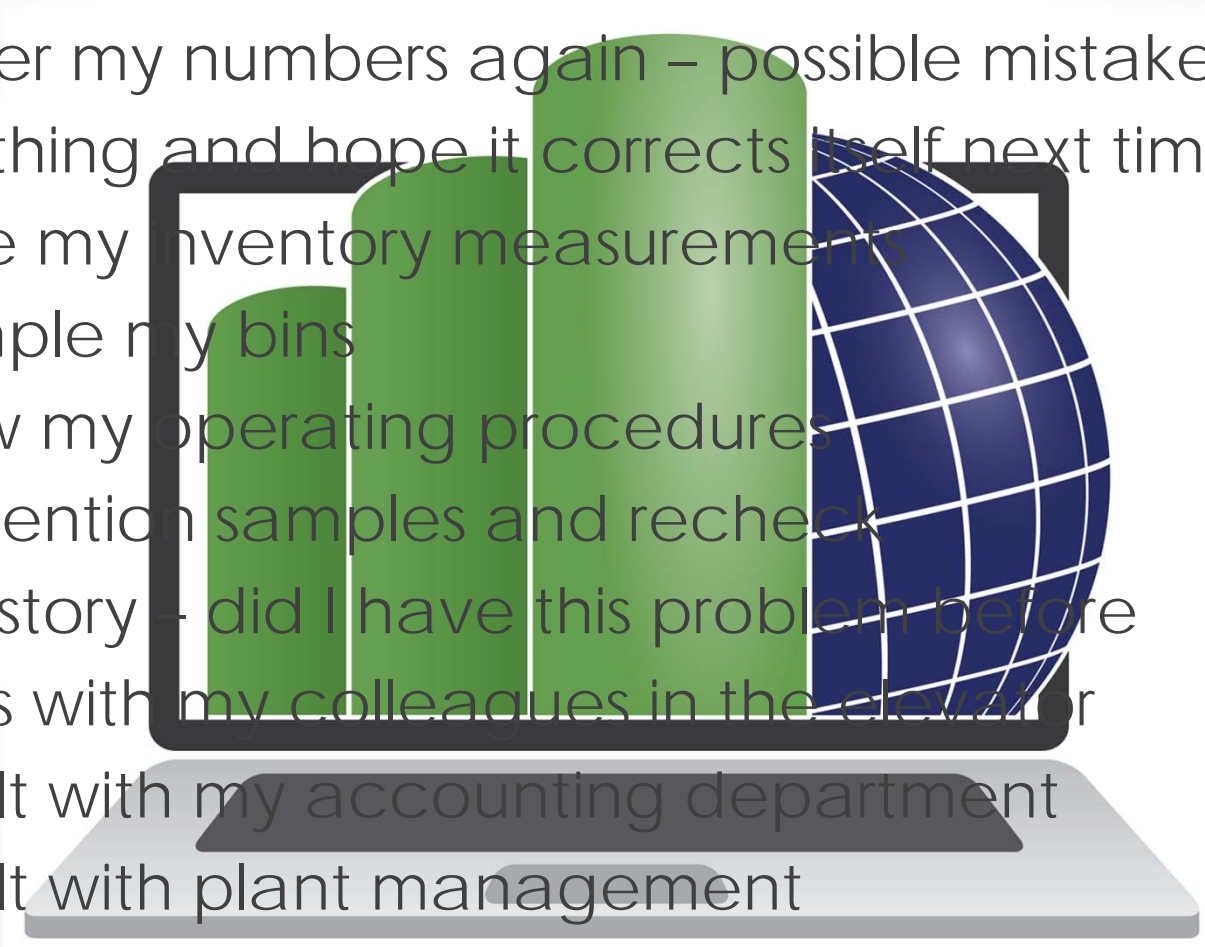 er my numbers again – possible mistake
thing and hope it corrects itself next tim
e my inventory measurements
ple my bins
w my operating procedures
ention samples and recheck
story – did I have this problem before
s with my colleagues in the elevator
lt with my accounting department
lt with plant management